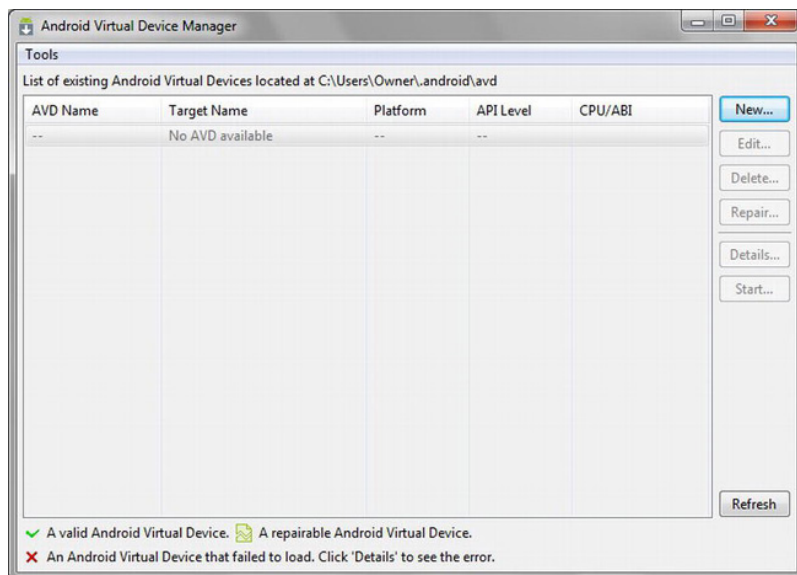 Android Virtual Device Manager
Tools
List of existing Android Virtual Devices located at C:\Users\Owner\.android\avd
AVD Name Target Name Platform API Level CPU/ABI
-- No AVD available -- --
New...
Edit...
Delete...
Repair...
Details...
Start...
Refresh
A valid Android Virtual Device. A repairable Android Virtual Device.
An Android Virtual Device that failed to load. Click 'Details' to see the error.